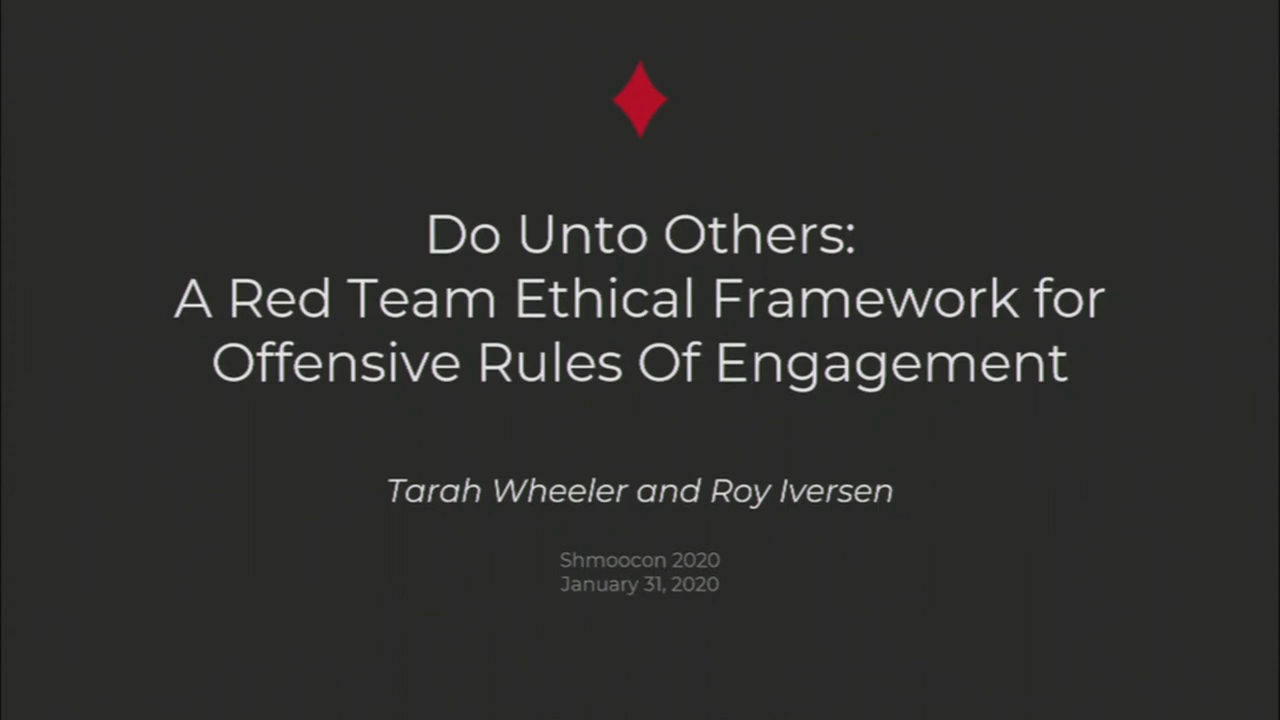 Do Unto Others:
A Red Team Ethical Framework for
Offensive Rules Of Engagement
Tarah Wheeler and Roy Iversen
Shmoocon 2020
January 31, 2020